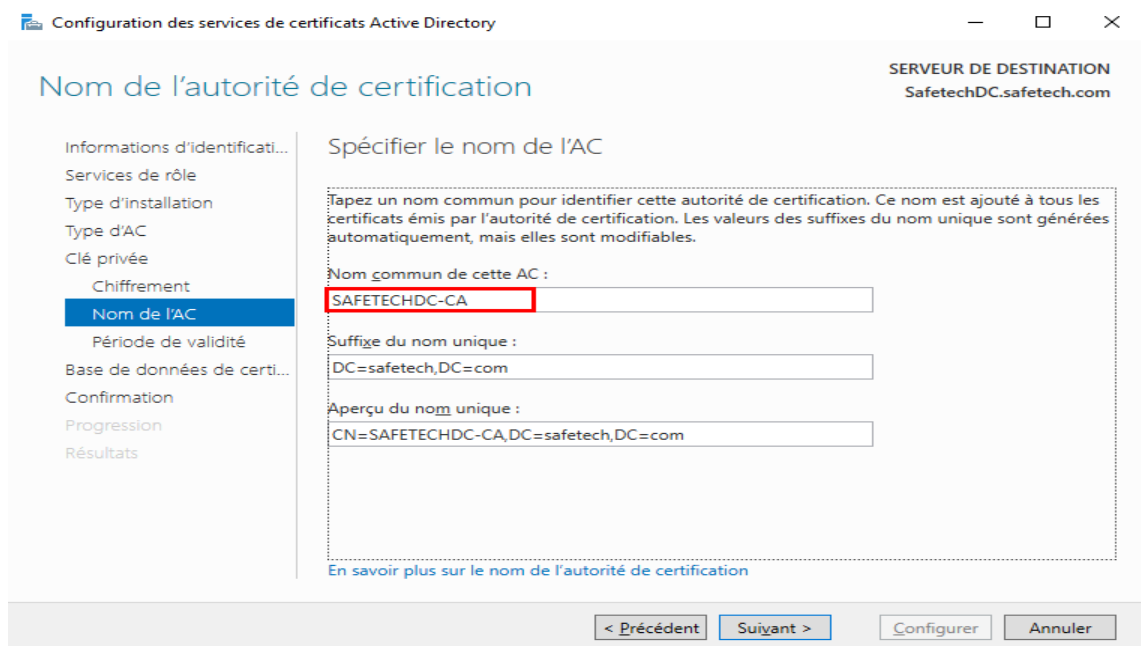 Configuration des services de certificats Active Directory
Nom de l'autorité de certification
SERVEUR DE DESTINATION
SafetechDC.safetech.com
Informations d'identificati...
Services de rôle
Type d'installation
Type d'AC
Clé privée
Chiffrement
Nom de l'AC
Période de validité
Base de données de certi...
Confirmation
Progression
Résultats
Spécifier le nom de l'AC
Tapez un nom commun pour identifier cette autorité de certification. Ce nom est ajouté à tous les
certificats émis par l'autorité de certification. Les valeurs des suffixes du nom unique sont générées
automatiquement, mais elles sont modifiables.
Nom commun de cette AC :
SAFETECHDC-CA
Suffixe du nom unique :
DC=safetech,DC=com
Aperçu du nom unique :
CN=SAFETECHDC-CA,DC=safetech,DC=com
En savoir plus sur le nom de l'autorité de certification
< Précédent
Suivant >
Configurer
Annuler